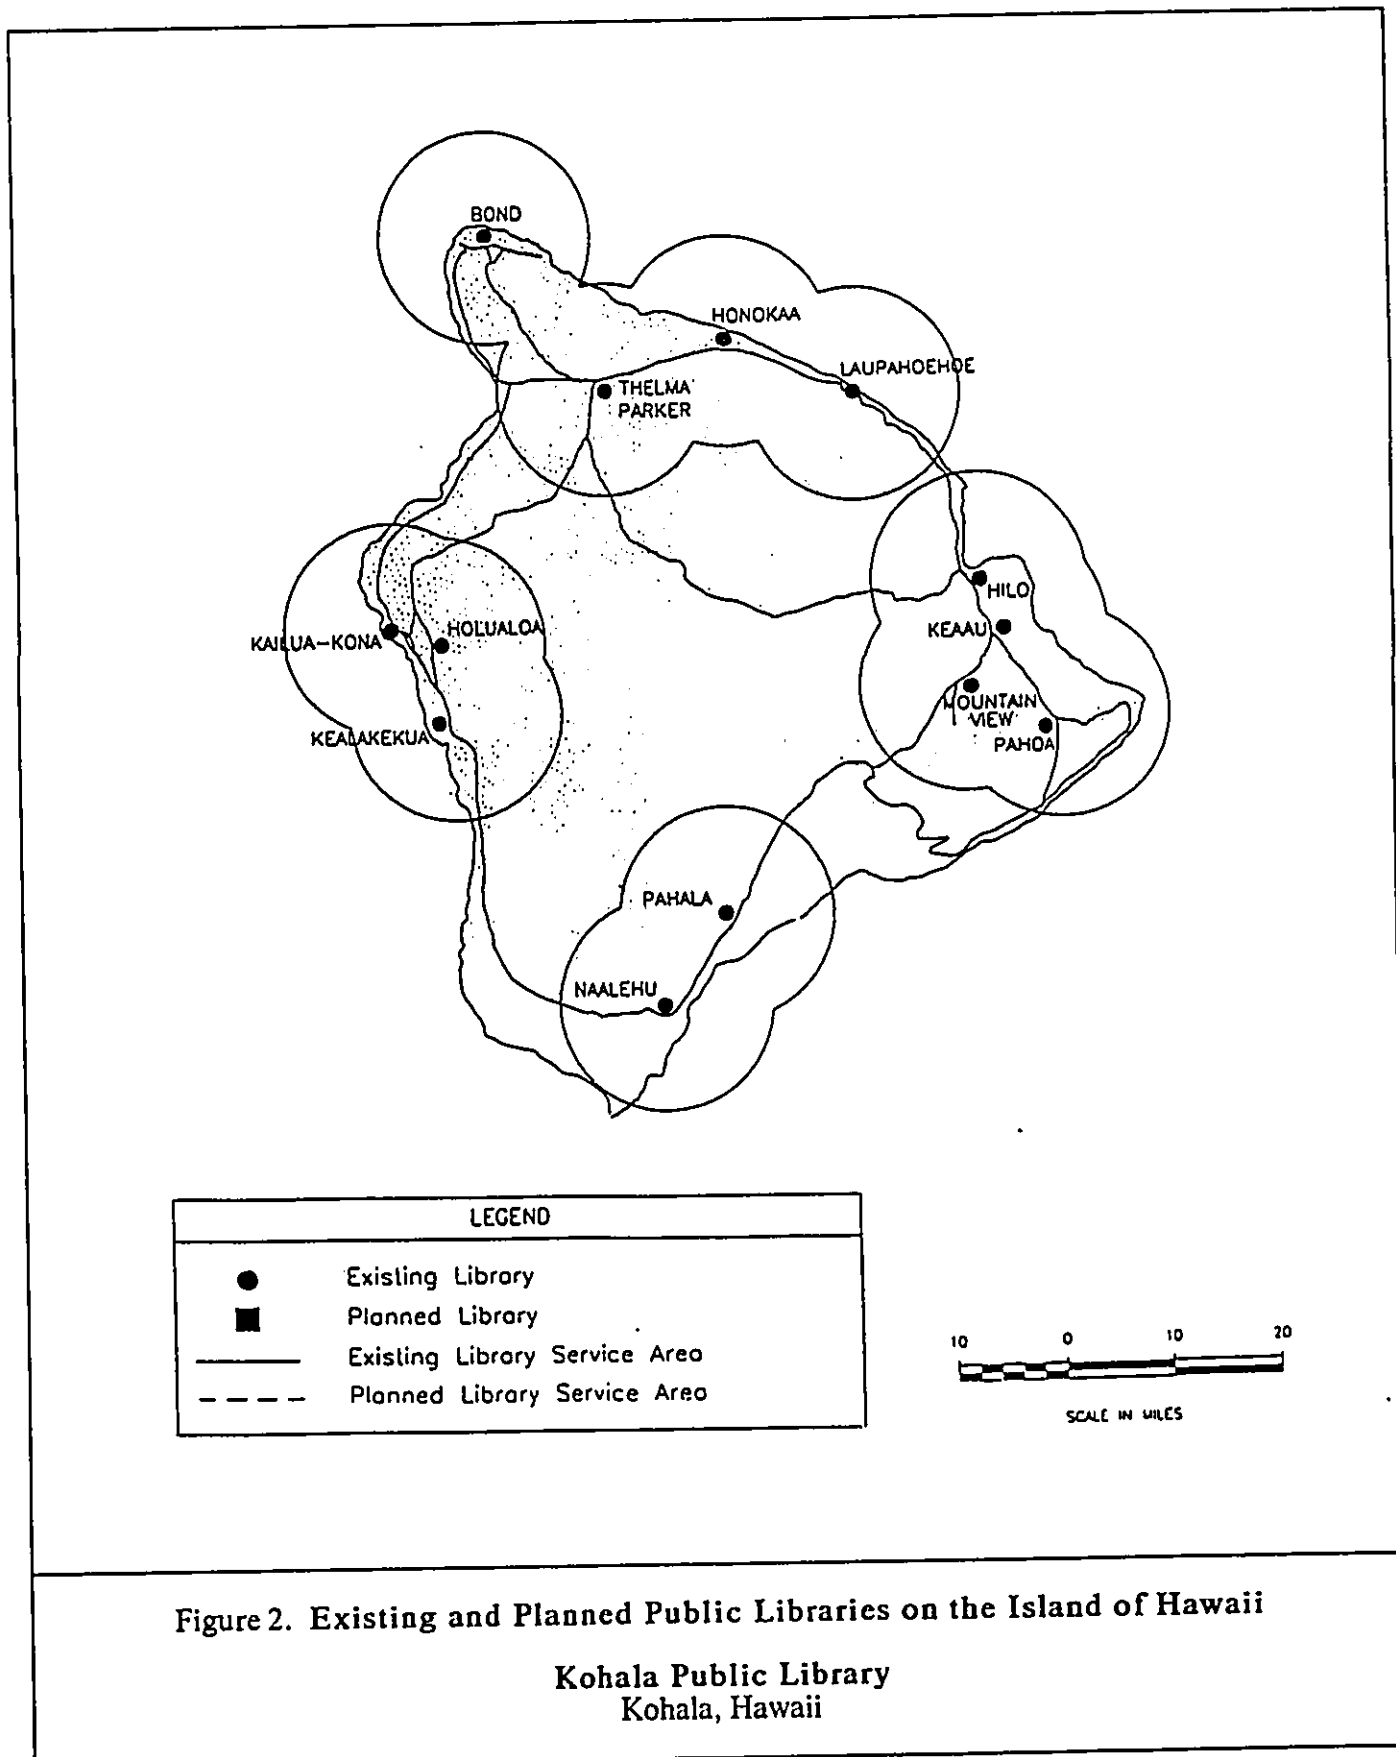 BOND
HONOKAA
LAUPAHOEHOE
THELMA
PARKER
HILO
KEAAU
KAILUA-KONA
HOLUALOA
MOUNTAIN
VIEW
KEALAKEKUA
PAHOA
PAHALA
NAALEHU
LEGEND
Existing Library
Planned Library
Existing Library Service Area
Planned Library Service Area
10 0 10 20
SCALE IN MILES
Figure 2. Existing and Planned Public Libraries on the Island of Hawaii
Kohala Public Library
Kohala, Hawaii